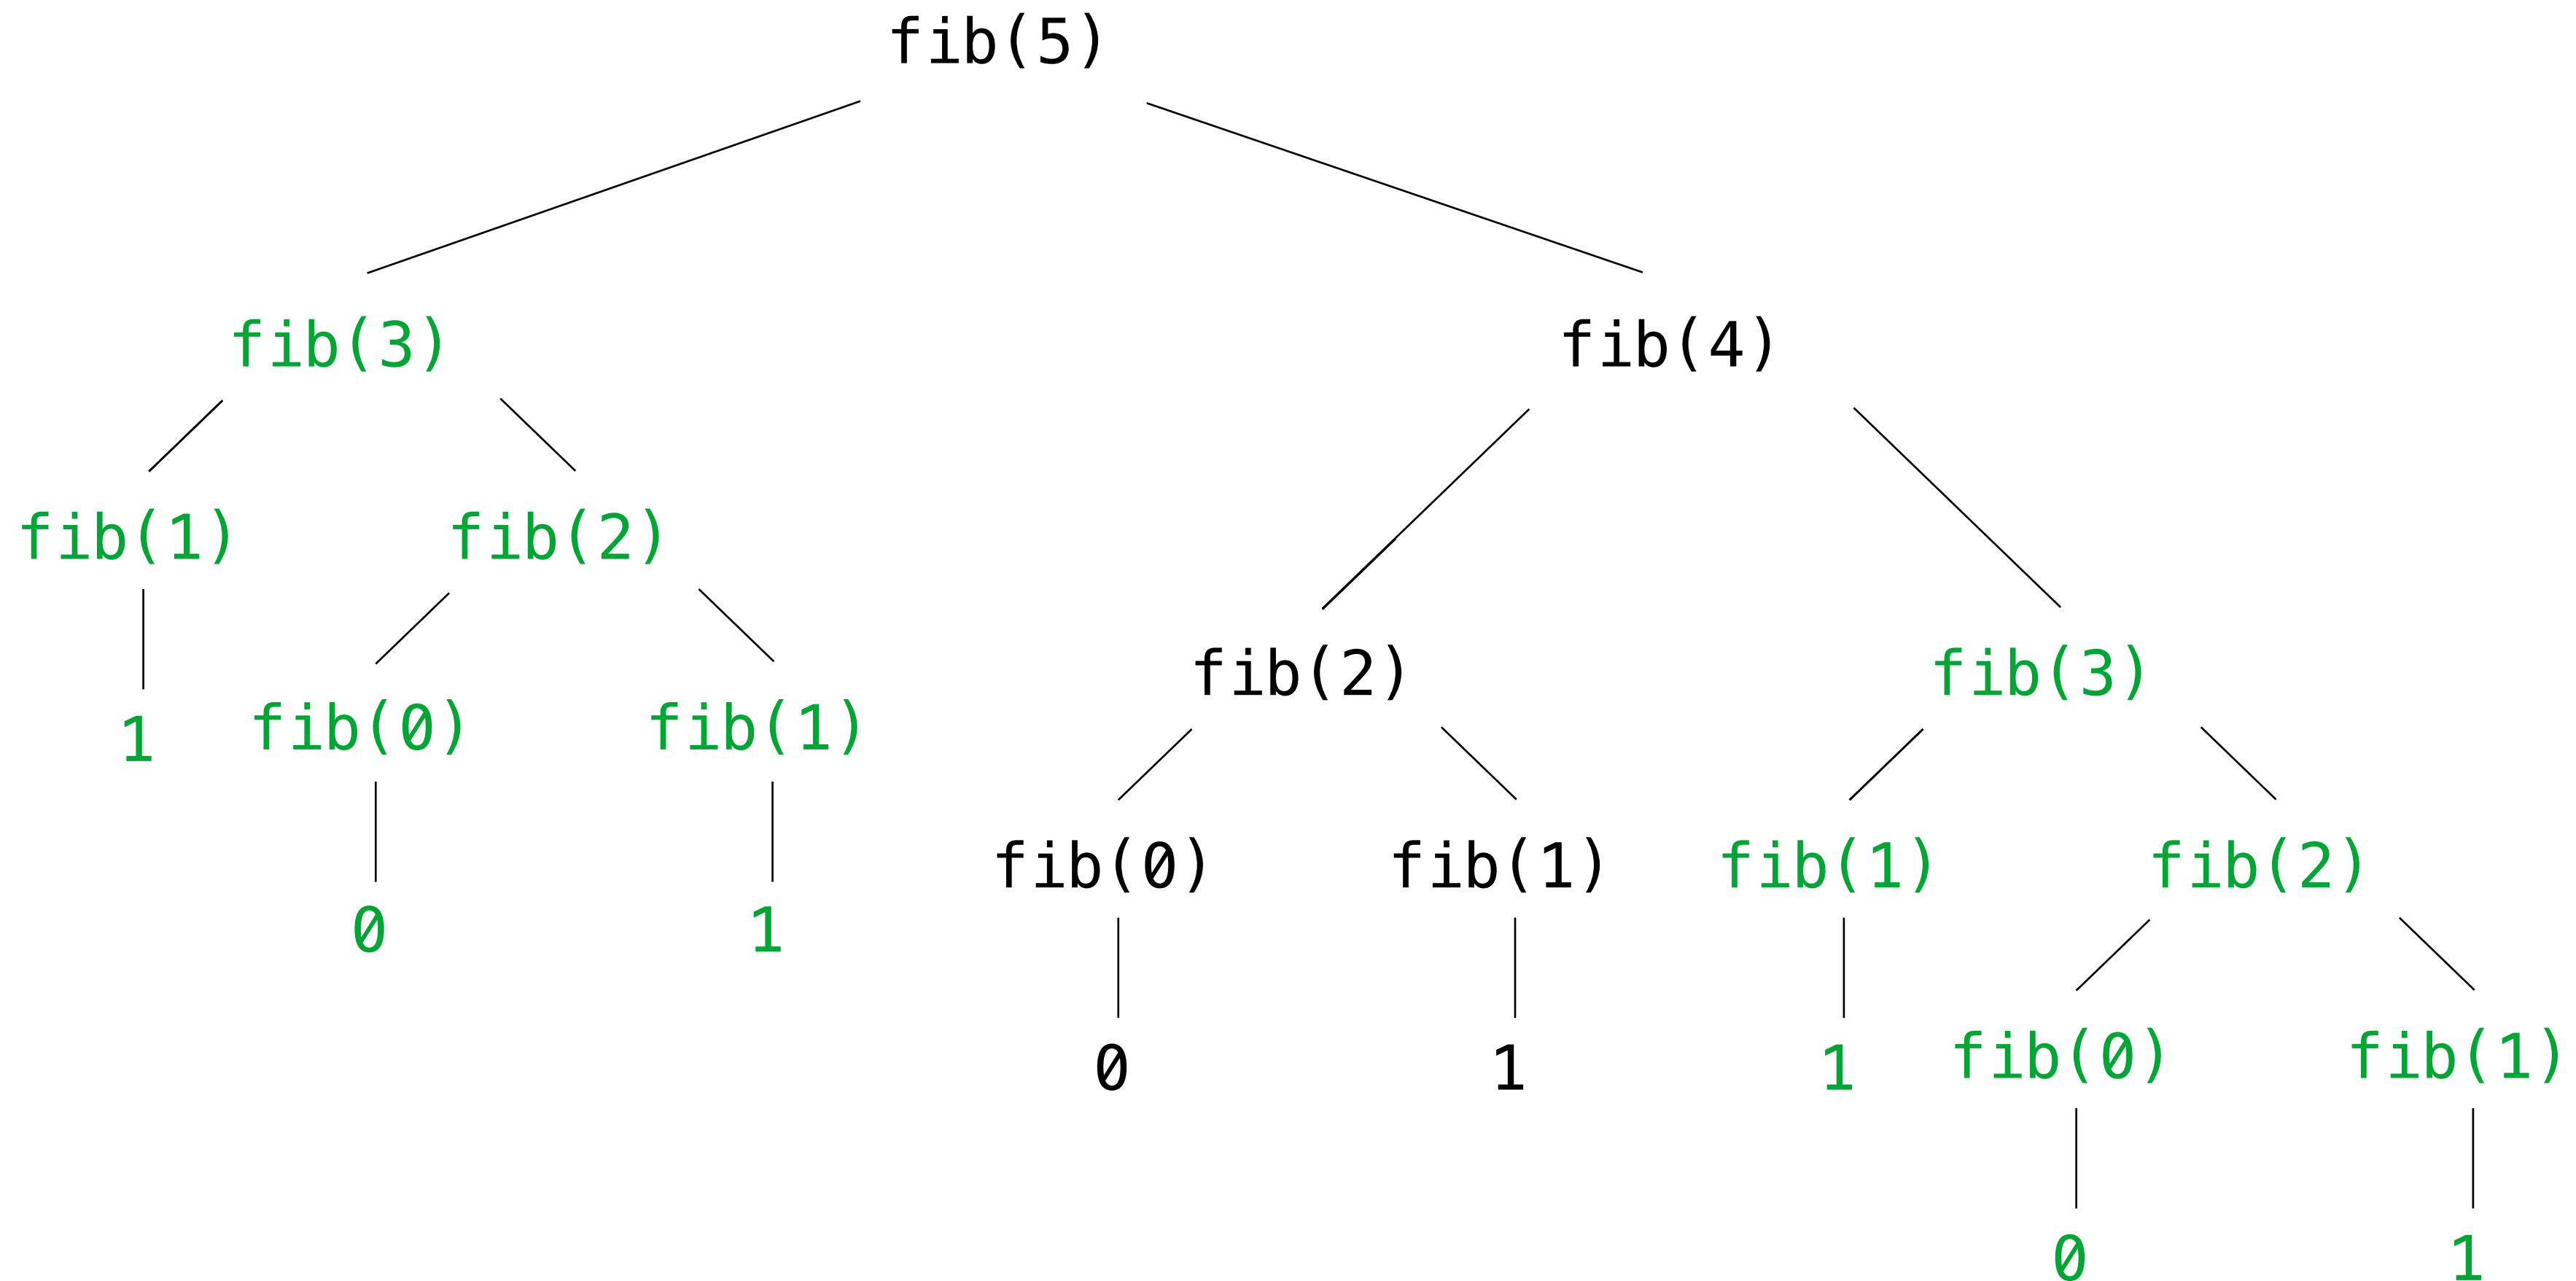 fib(5)
fib(3) fib(4)
fib(1) fib(2)
fib(2) fib(3)
1 fib(0) fib(1)
fib(0) fib(1) fib(1) fib(2)
0 1
0 1 1 fib(0) fib(1)
0 1